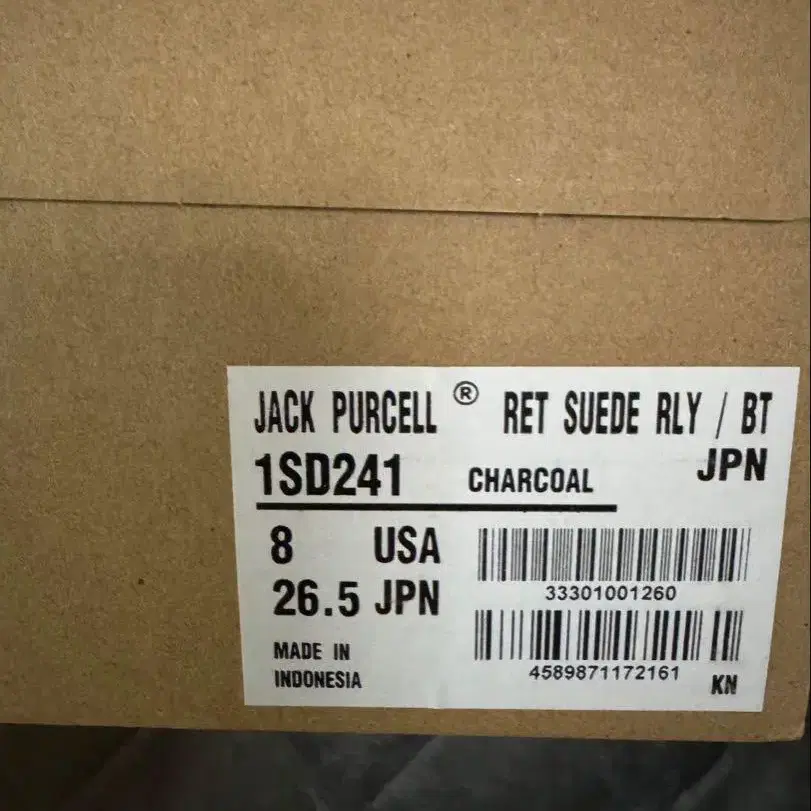 JACK PURCELL ® RET SUEDE RLY / BT
1SD241 CHARCOAL JPN
8 USA
26.5 JPN
33301001260
MADE IN
INDONESIA
4589871172161
KN